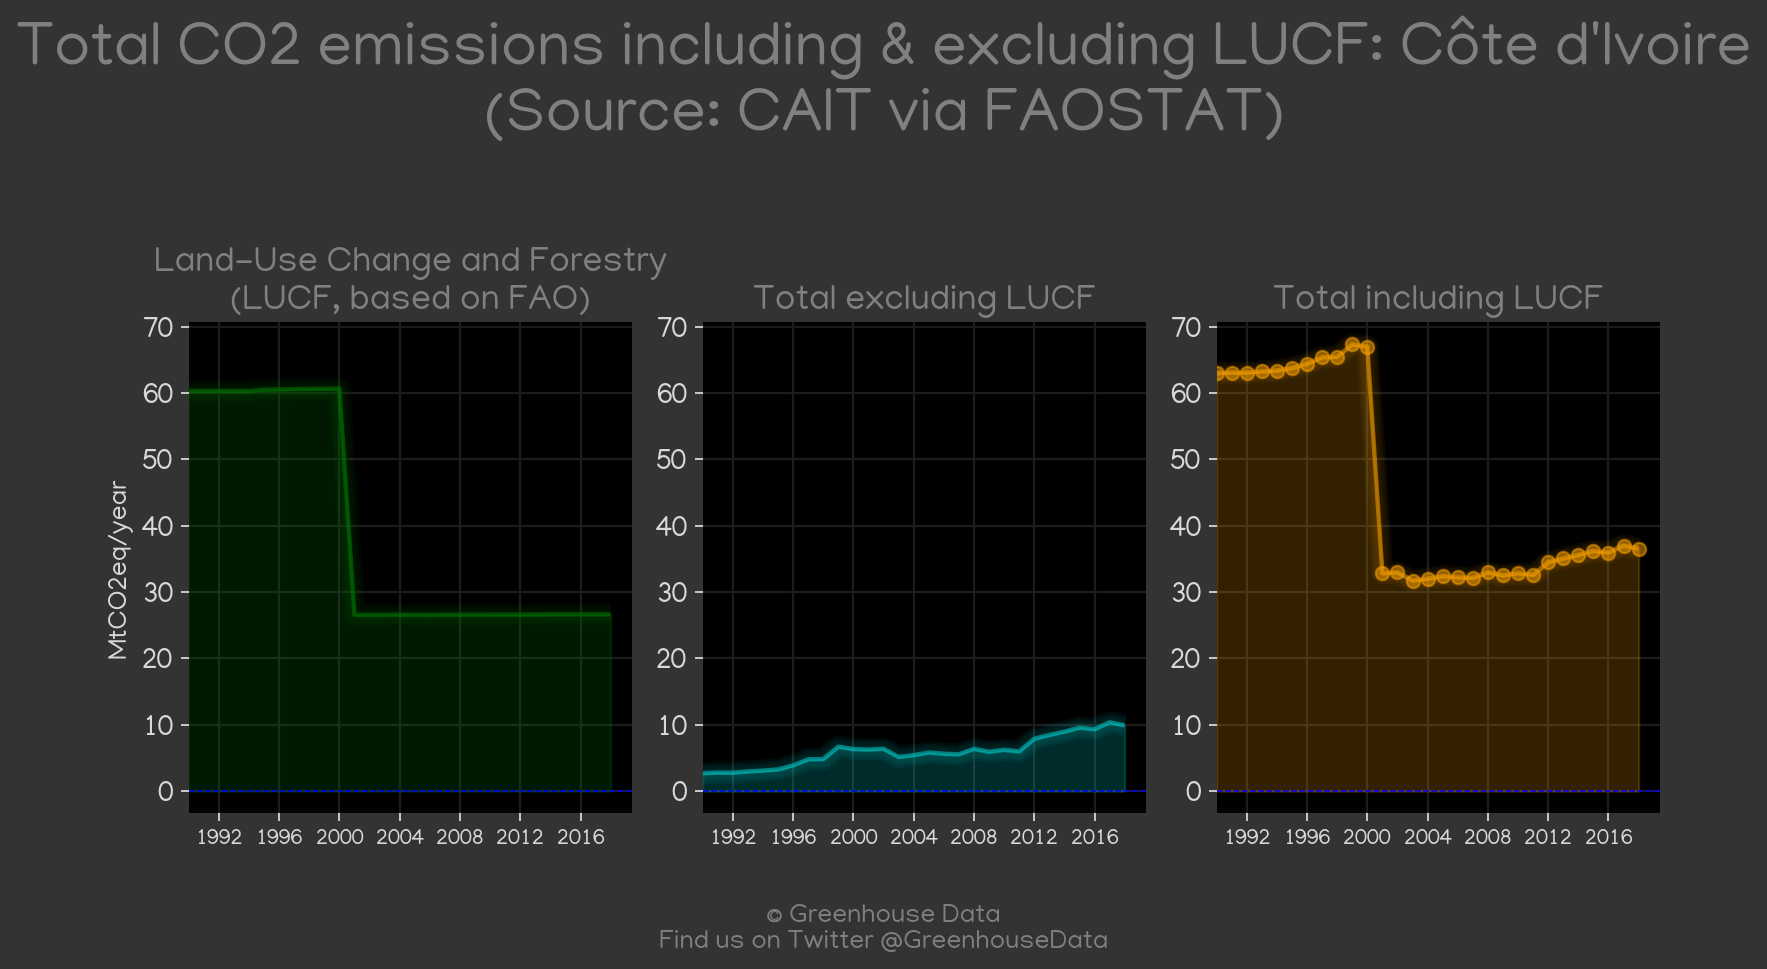 Total CO2 emissions including & excluding LUCF: Côte d'Ivoire
(Source: CAIT via FAOSTAT)
Land-Use Change and Forestry
(LUCF, based on FAO)
MtCO2eq/year
70
60
50
40
30
20
10
0
1992 1996 2000 2004 2008 2012 2016
Total excluding LUCF
70
60
50
40
30
20
10
0
1992 1996 2000 2004 2008 2012 2016
Total including LUCF
70
60
50
40
30
20
10
0
1992 1996 2000 2004 2008 2012 2016
© Greenhouse Data
Find us on Twitter @GreenhouseData